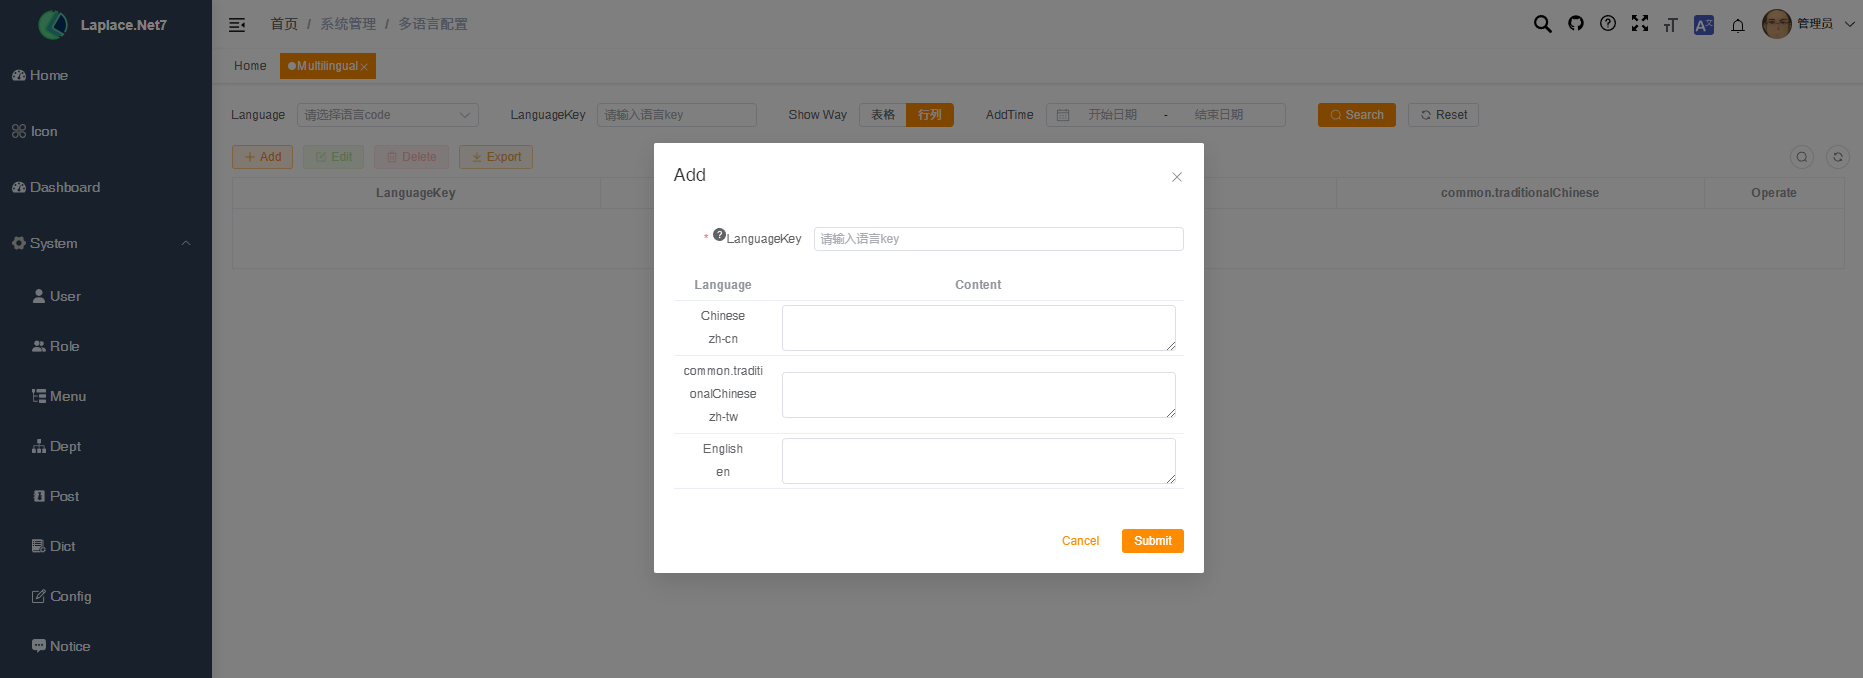 Laplace.Net7
首页 / 系统管理 / 多语言配置
管理员
Home
Multilingual
Home
Icon
Dashboard
System
User
Role
Menu
Dept
Post
Dict
Config
Notice
Language 请选择语言code LanguageKey 请输入语言key Show Way 表格 行列 AddTime 开始日期 - 结束日期 Search Reset
Add Edit Delete Export
LanguageKey common.traditionalChinese Operate
Add
* LanguageKey 请输入语言key
Language Content
Chinese
zh-cn
common.traditi
onalChinese
zh-tw
English
en
Cancel Submit